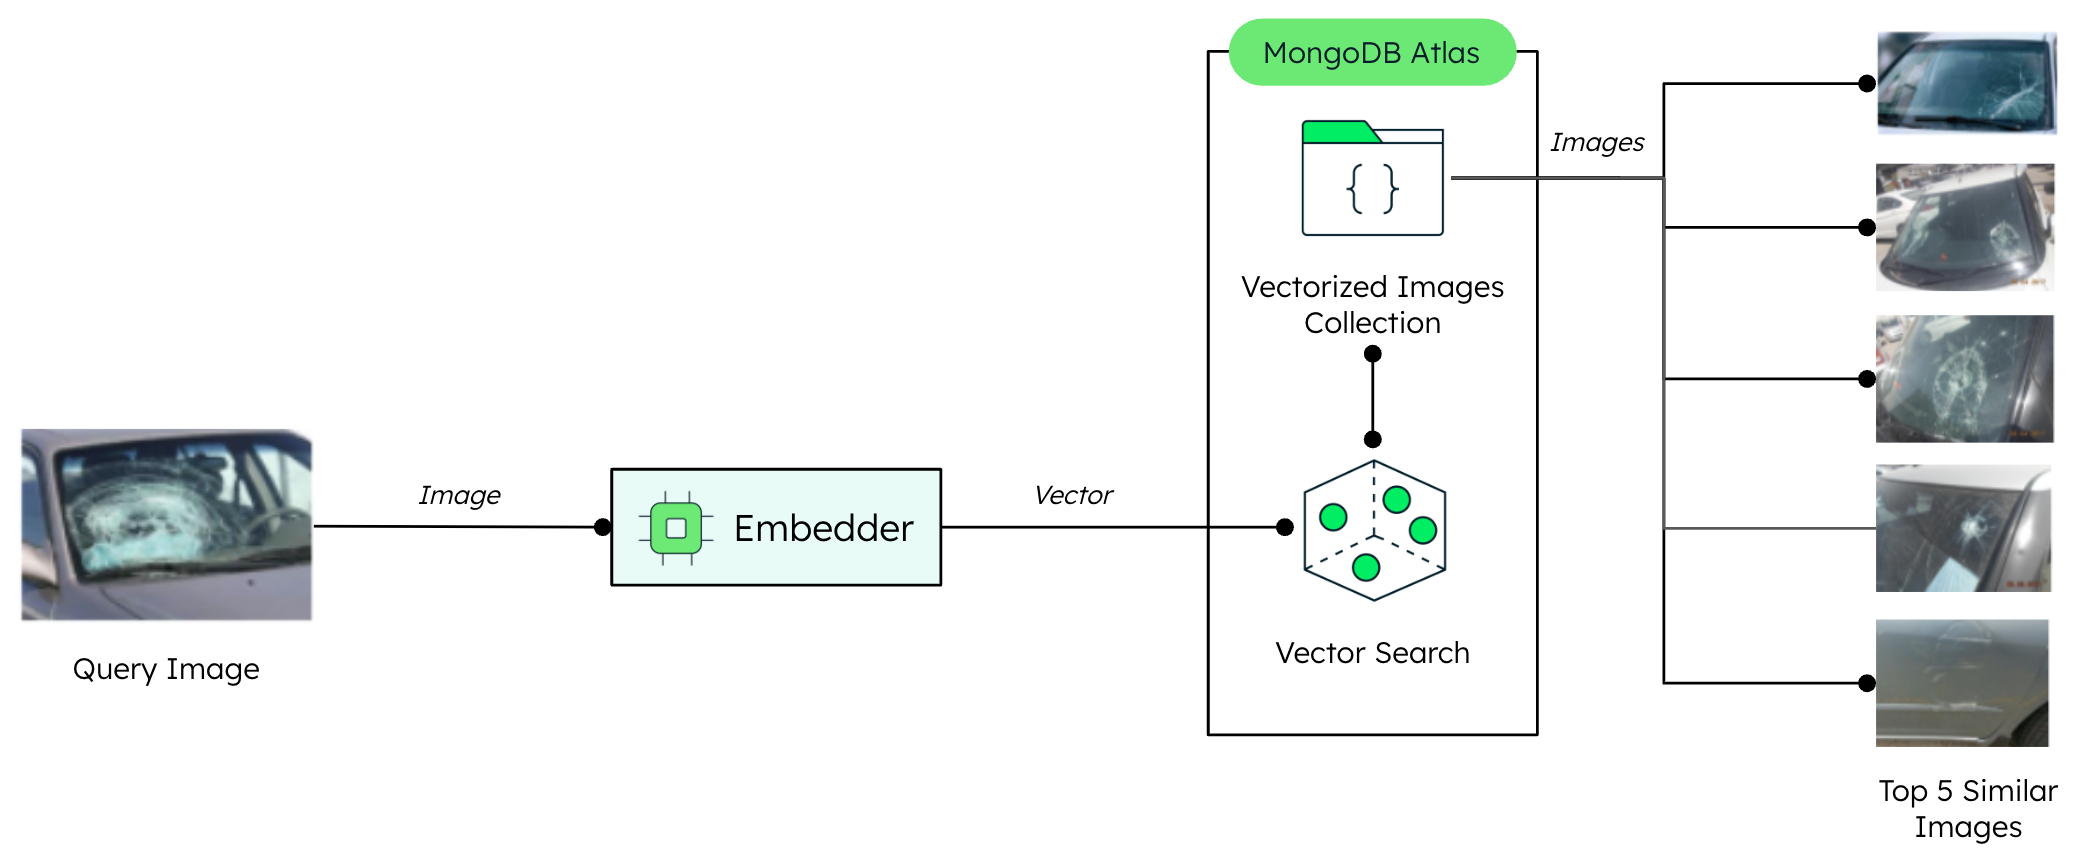 MongoDB Atlas
Images
Vectorized Images
Collection
Image
Embedder
Vector
Vector Search
Query Image
Top 5 Similar
Images